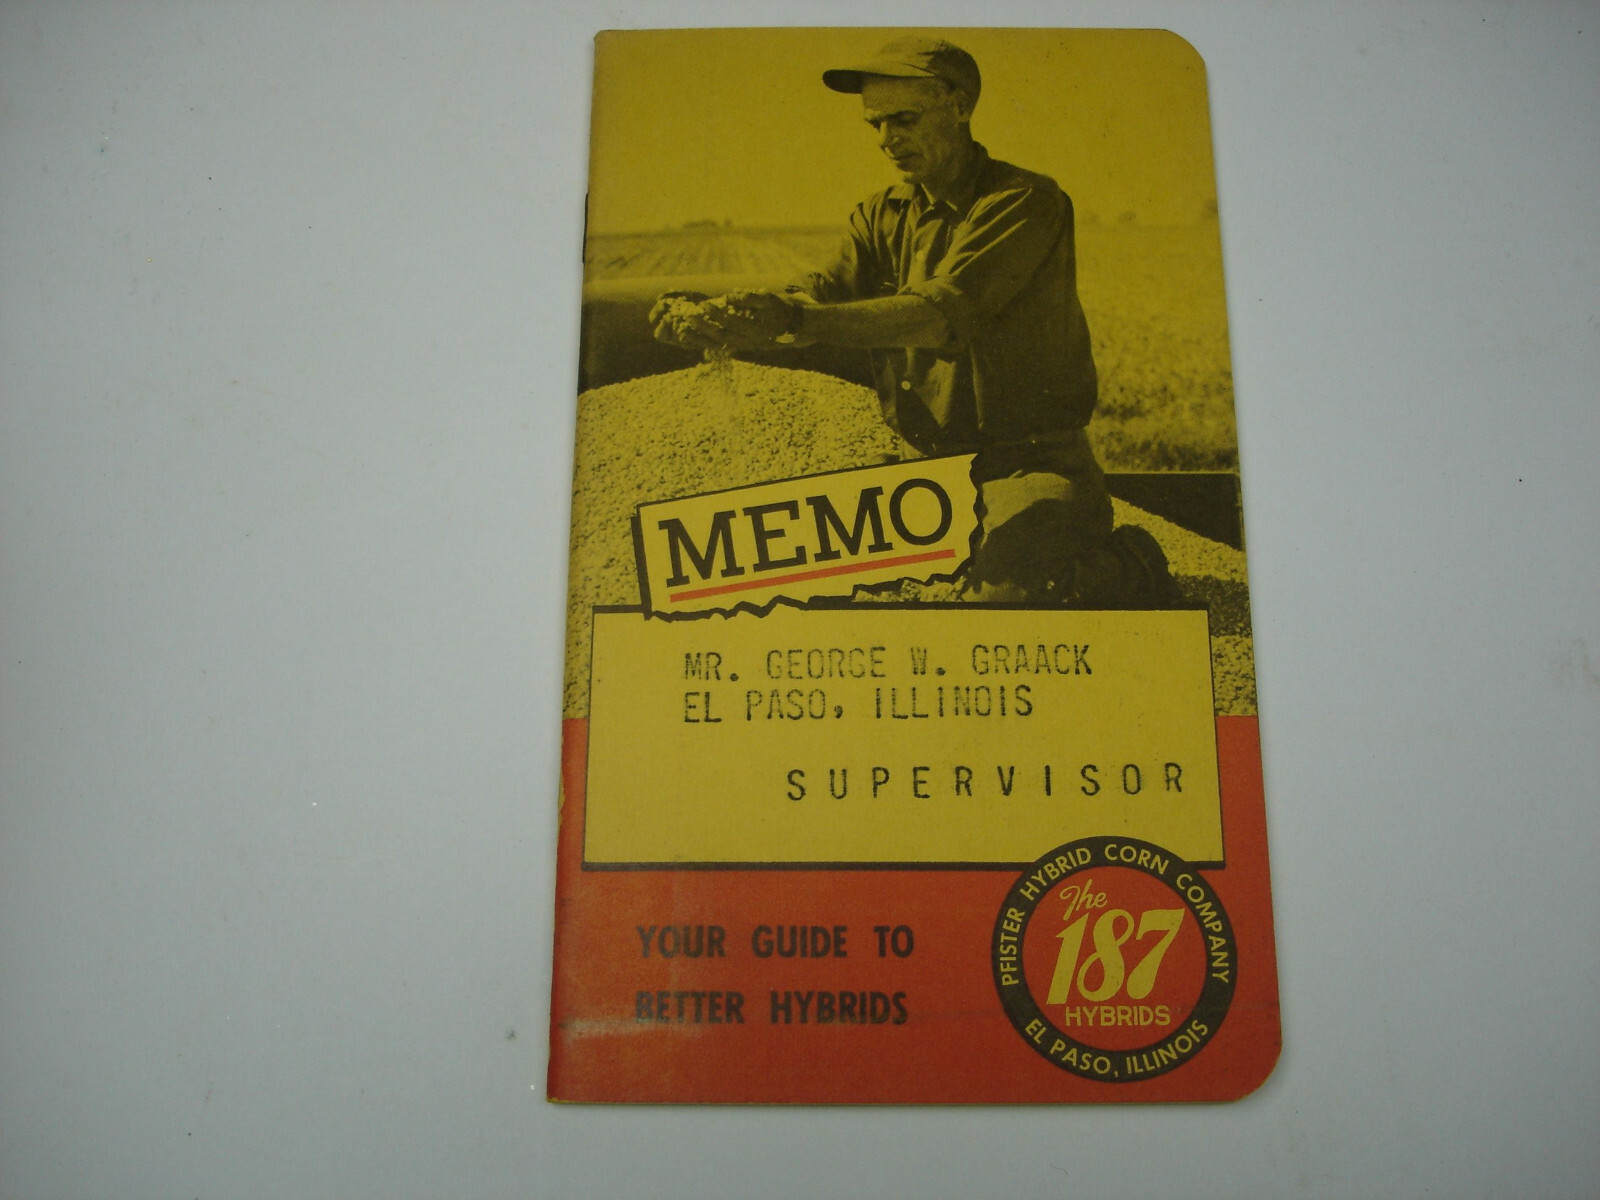 MEMO
MR. GEORGE W. GRAACK
EL PASO, ILLINOIS
SUPERVISOR
YOUR GUIDE TO
BETTER HYBRIDS
PFISTER HYBRID CORN COMPANY
The
187
HYBRIDS
EL PASO, ILLINOIS